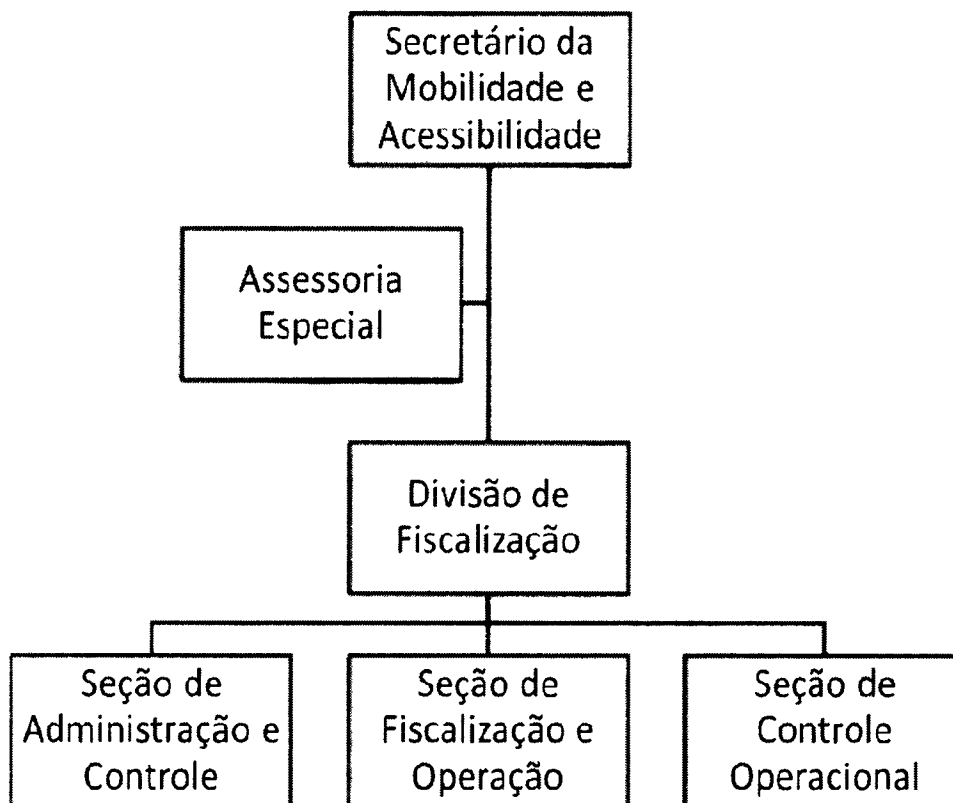 Secretário da
Mobilidade e
Acessibilidade
Assessoria
Especial
Divisão de
Fiscalização
Seção de
Administração e
Controle
Seção de
Fiscalização e
Operação
Seção de
Controle
Operacional